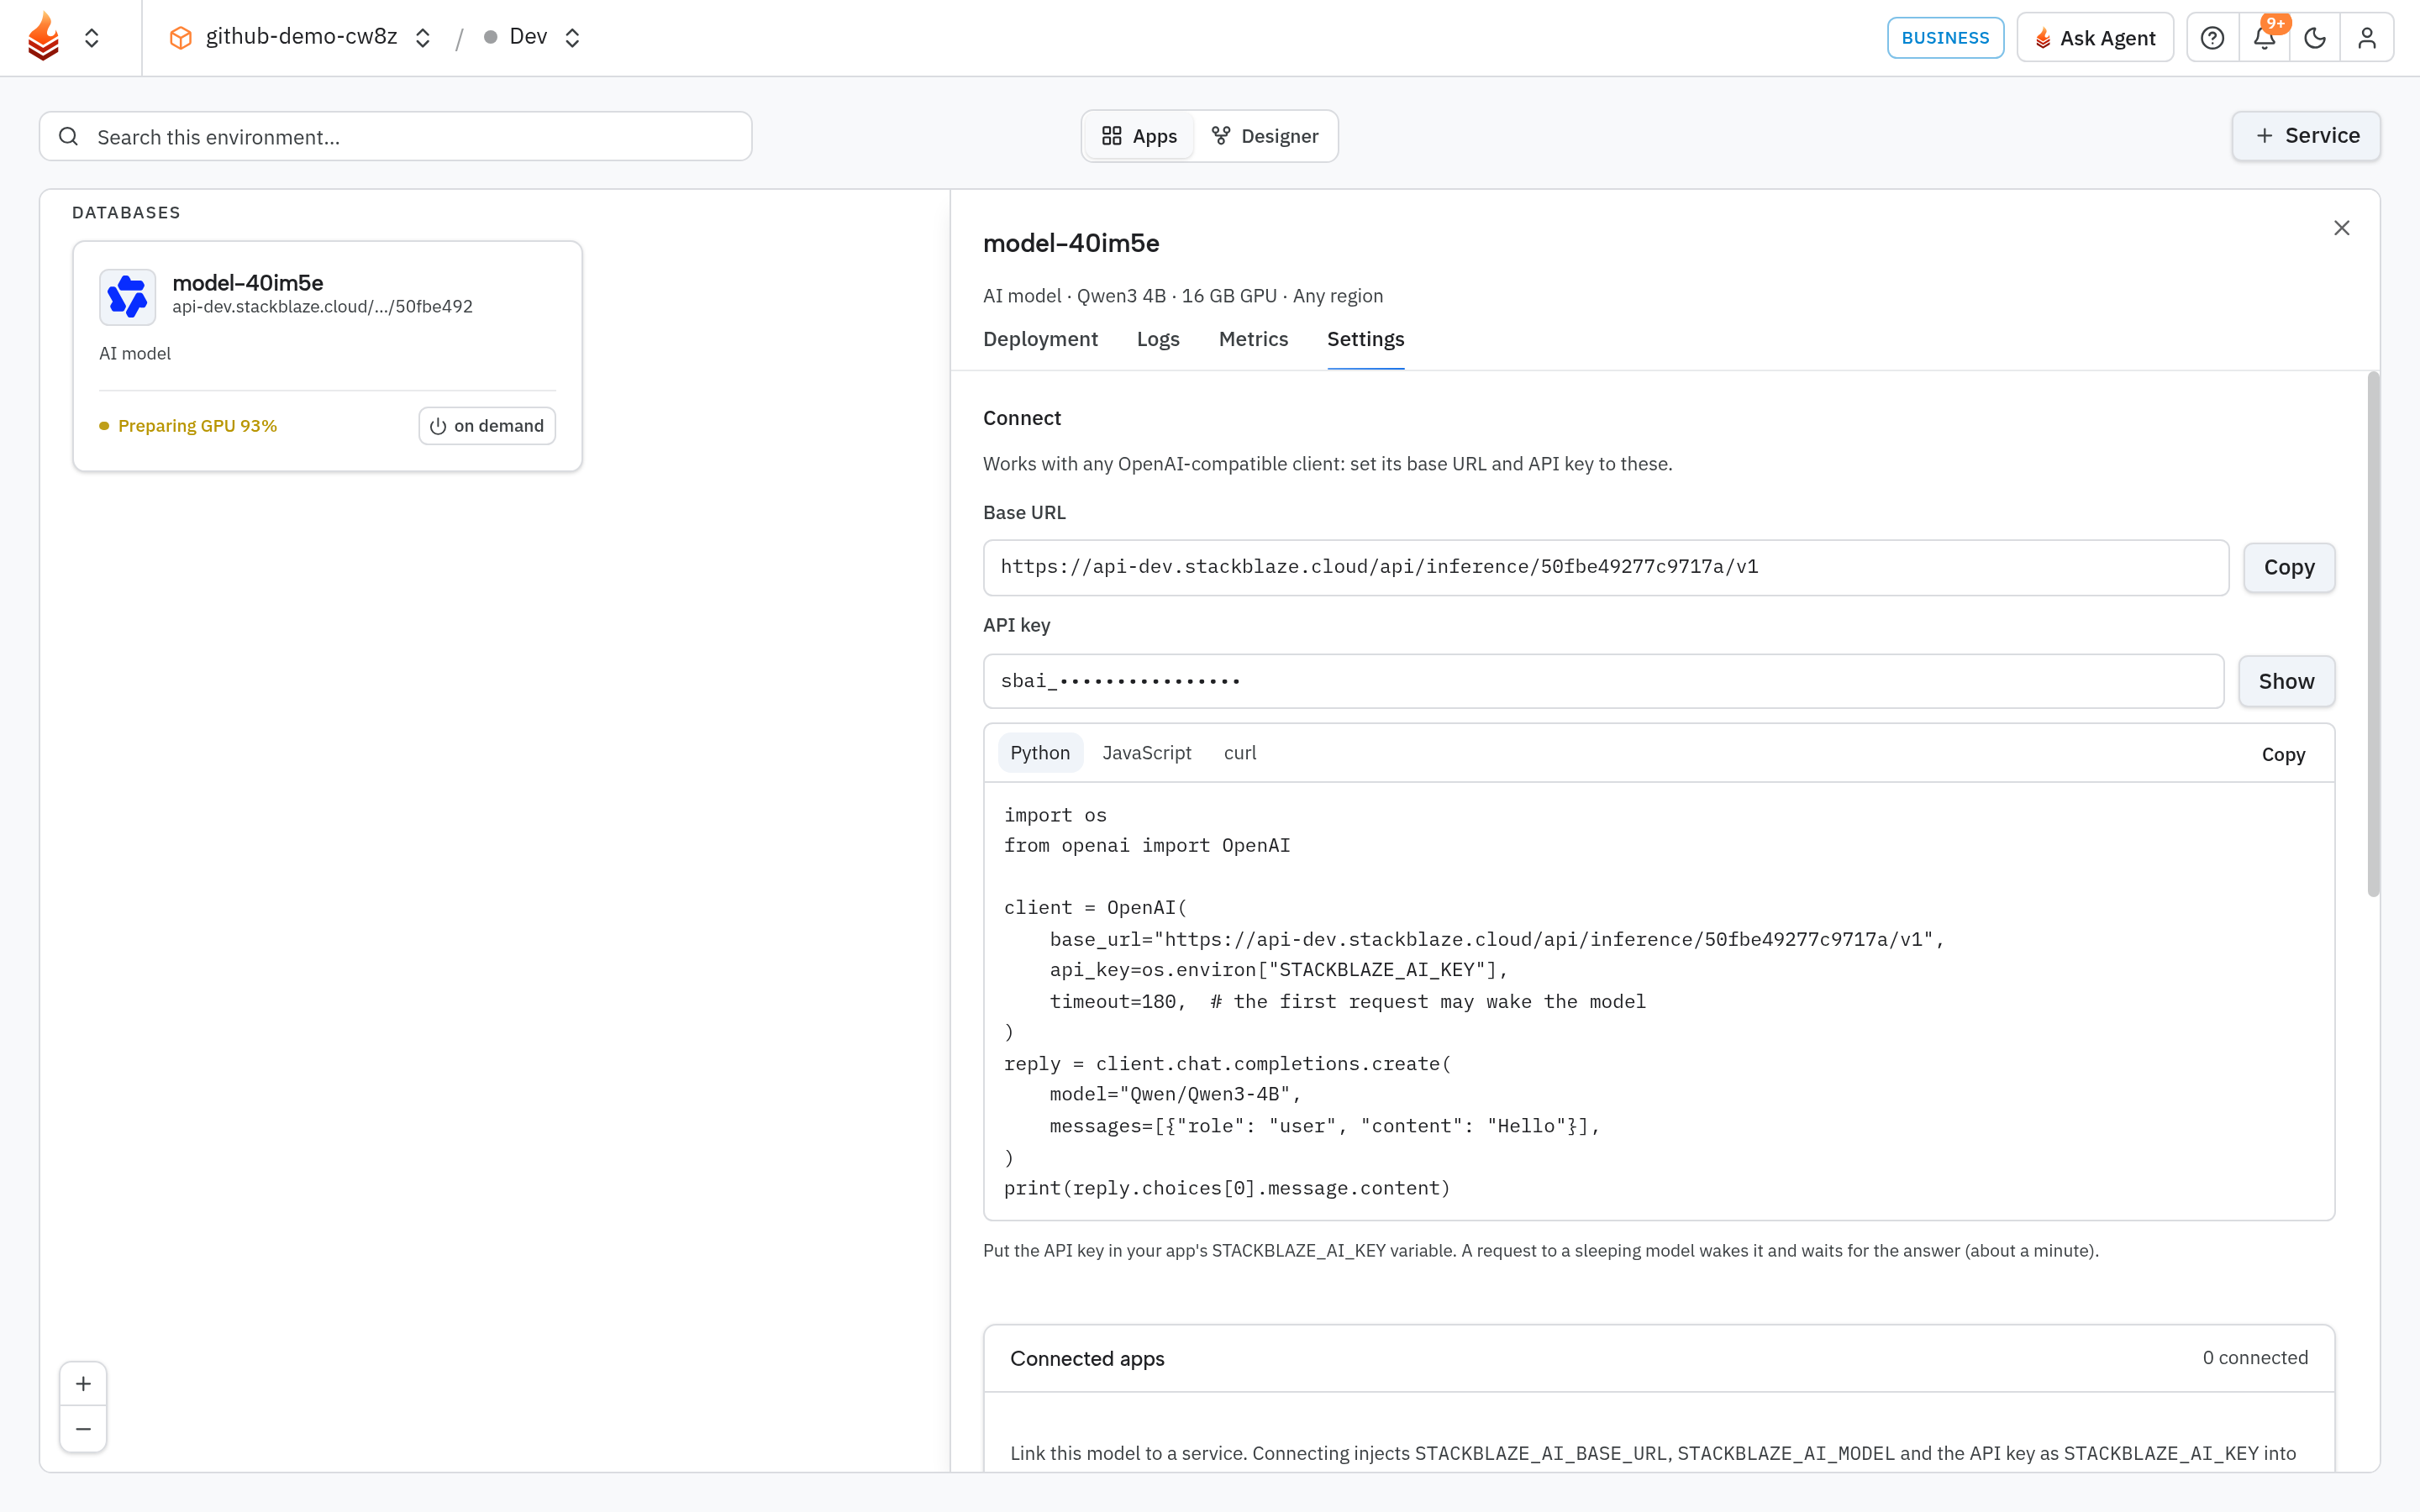 github-demo-cw8z / Dev
BUSINESS
Ask Agent
9+
Search this environment...
Apps
Designer
+ Service
DATABASES
model-40im5e
api-dev.stackblaze.cloud/.../50fbe492
AI model
Preparing GPU 93%
on demand
model-40im5e
AI model · Qwen3 4B · 16 GB GPU · Any region
Deployment
Logs
Metrics
Settings
Connect
Works with any OpenAI-compatible client: set its base URL and API key to these.
Base URL
https://api-dev.stackblaze.cloud/api/inference/50fbe49277c9717a/v1
Copy
API key
sbai_••••••••••••••••
Show
Python
JavaScript
curl
Copy
import os
from openai import OpenAI
client = OpenAI(
    base_url="https://api-dev.stackblaze.cloud/api/inference/50fbe49277c9717a/v1",
    api_key=os.environ["STACKBLAZE_AI_KEY"],
    timeout=180,  # the first request may wake the model
)
reply = client.chat.completions.create(
    model="Qwen/Qwen3-4B",
    messages=[{"role": "user", "content": "Hello"}],
)
print(reply.choices[0].message.content)
Put the API key in your app's STACKBLAZE_AI_KEY variable. A request to a sleeping model wakes it and waits for the answer (about a minute).
Connected apps
0 connected
Link this model to a service. Connecting injects STACKBLAZE_AI_BASE_URL, STACKBLAZE_AI_MODEL and the API key as STACKBLAZE_AI_KEY into